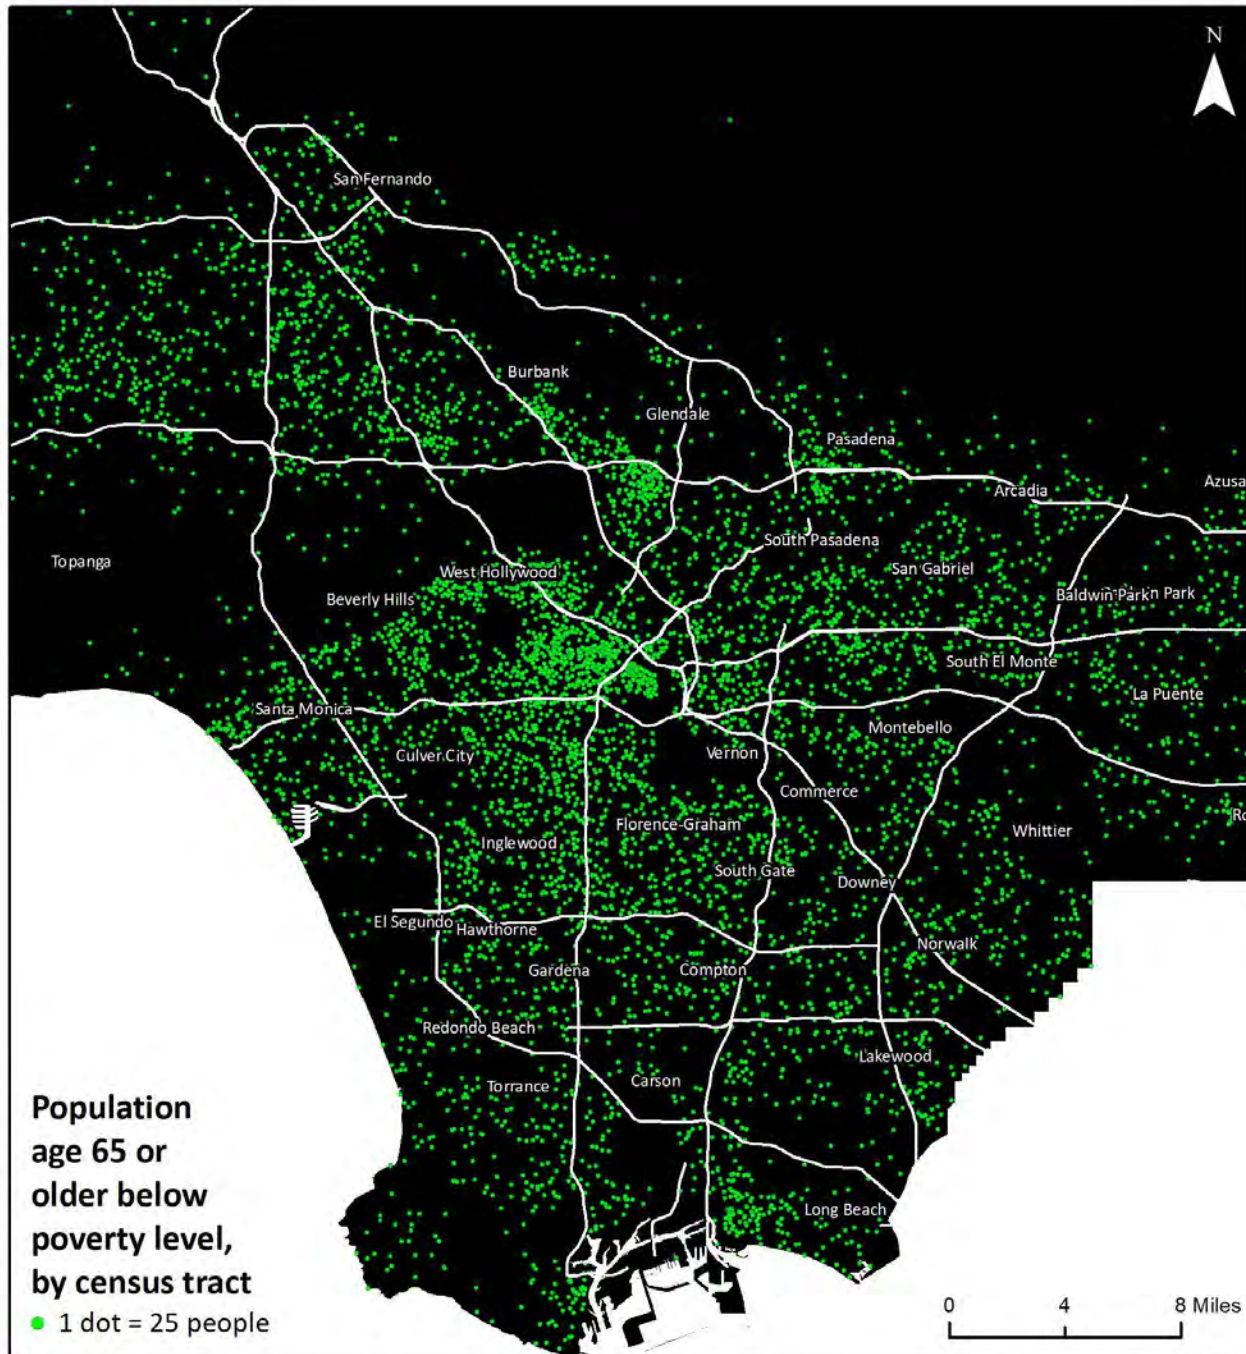 N
San Fernando
Burbank
Glendale
Pasadena
Arcadia
Azusa
South Pasadena
Topanga
San Gabriel
West Hollywood
Beverly Hills
Baldwin Park
n Park
South El Monte
La Puente
Santa Monica
Montebello
Culver City
Vernon
Commerce
Ro
Florence-Graham
Whittier
Inglewood
South Gate
Downey
El Segundo
Hawthorne
Norwalk
Gardena
Compton
Redondo Beach
Lakewood
Carson
Torrance
Long Beach
Population
age 65 or
older below
poverty level,
by census tract
1 dot = 25 people
0 4 8 Miles